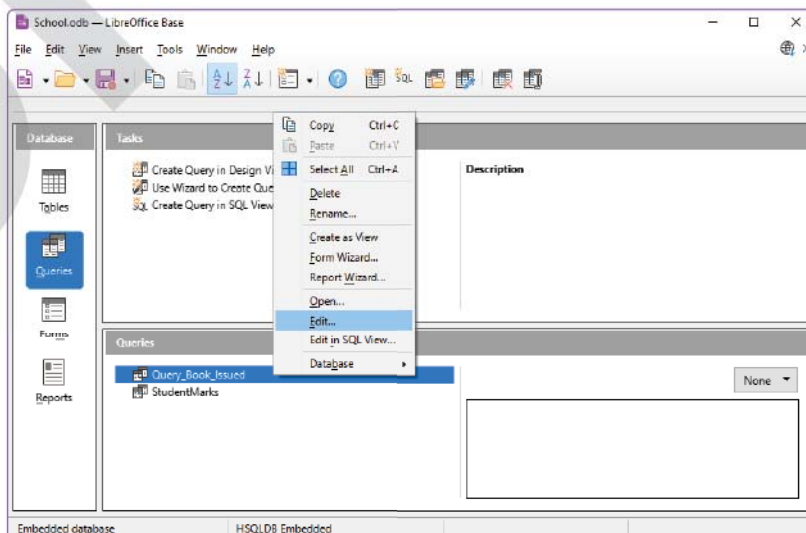 School.odb — LibreOffice Base
File Edit View Insert Tools Window Help
Database
Tasks
Tables
Queries
Forms
Reports
Create Query in Design Vi
Use Wizard to Create Que
Create Query in SQL View
Description
Copy Ctrl+C
Paste Ctrl+V
Select All Ctrl+A
Delete
Rename...
Create as View
Form Wizard...
Report Wizard...
Open...
Edit...
Edit in SQL View...
Database
Queries
Query_Book_Issued
StudentMarks
None
Embedded database HSQLDB Embedded